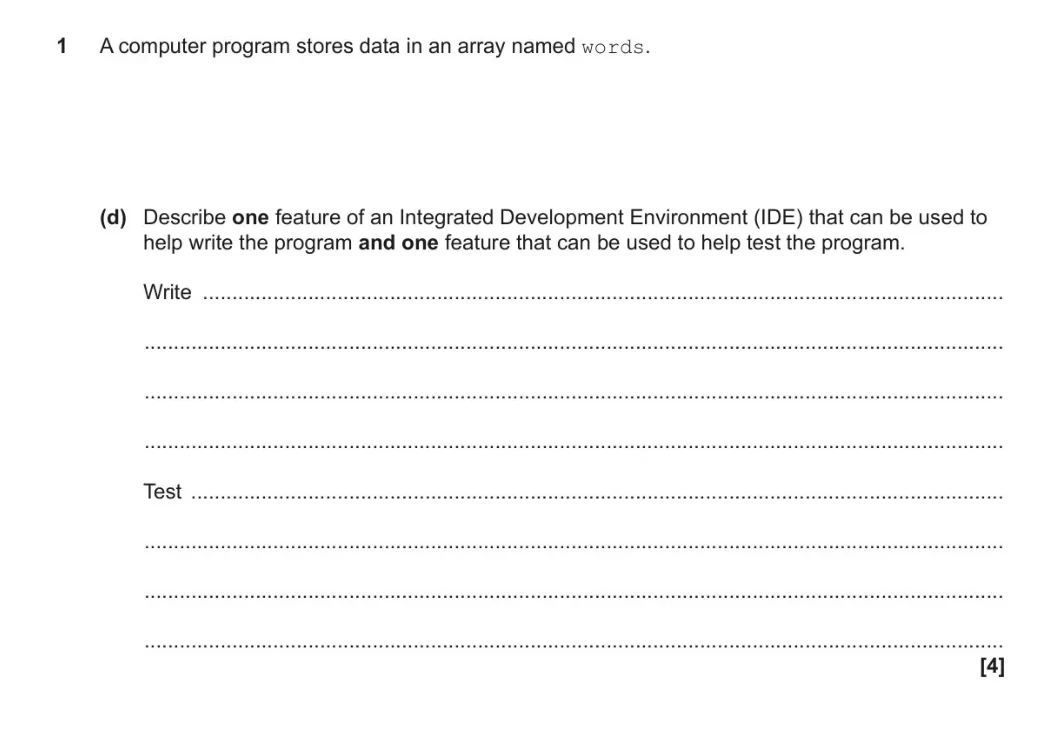 1 A computer program stores data in an array named words.
(d) Describe one feature of an Integrated Development Environment (IDE) that can be used to
help write the program and one feature that can be used to help test the program.
Write ..........
Test ..........
[4]